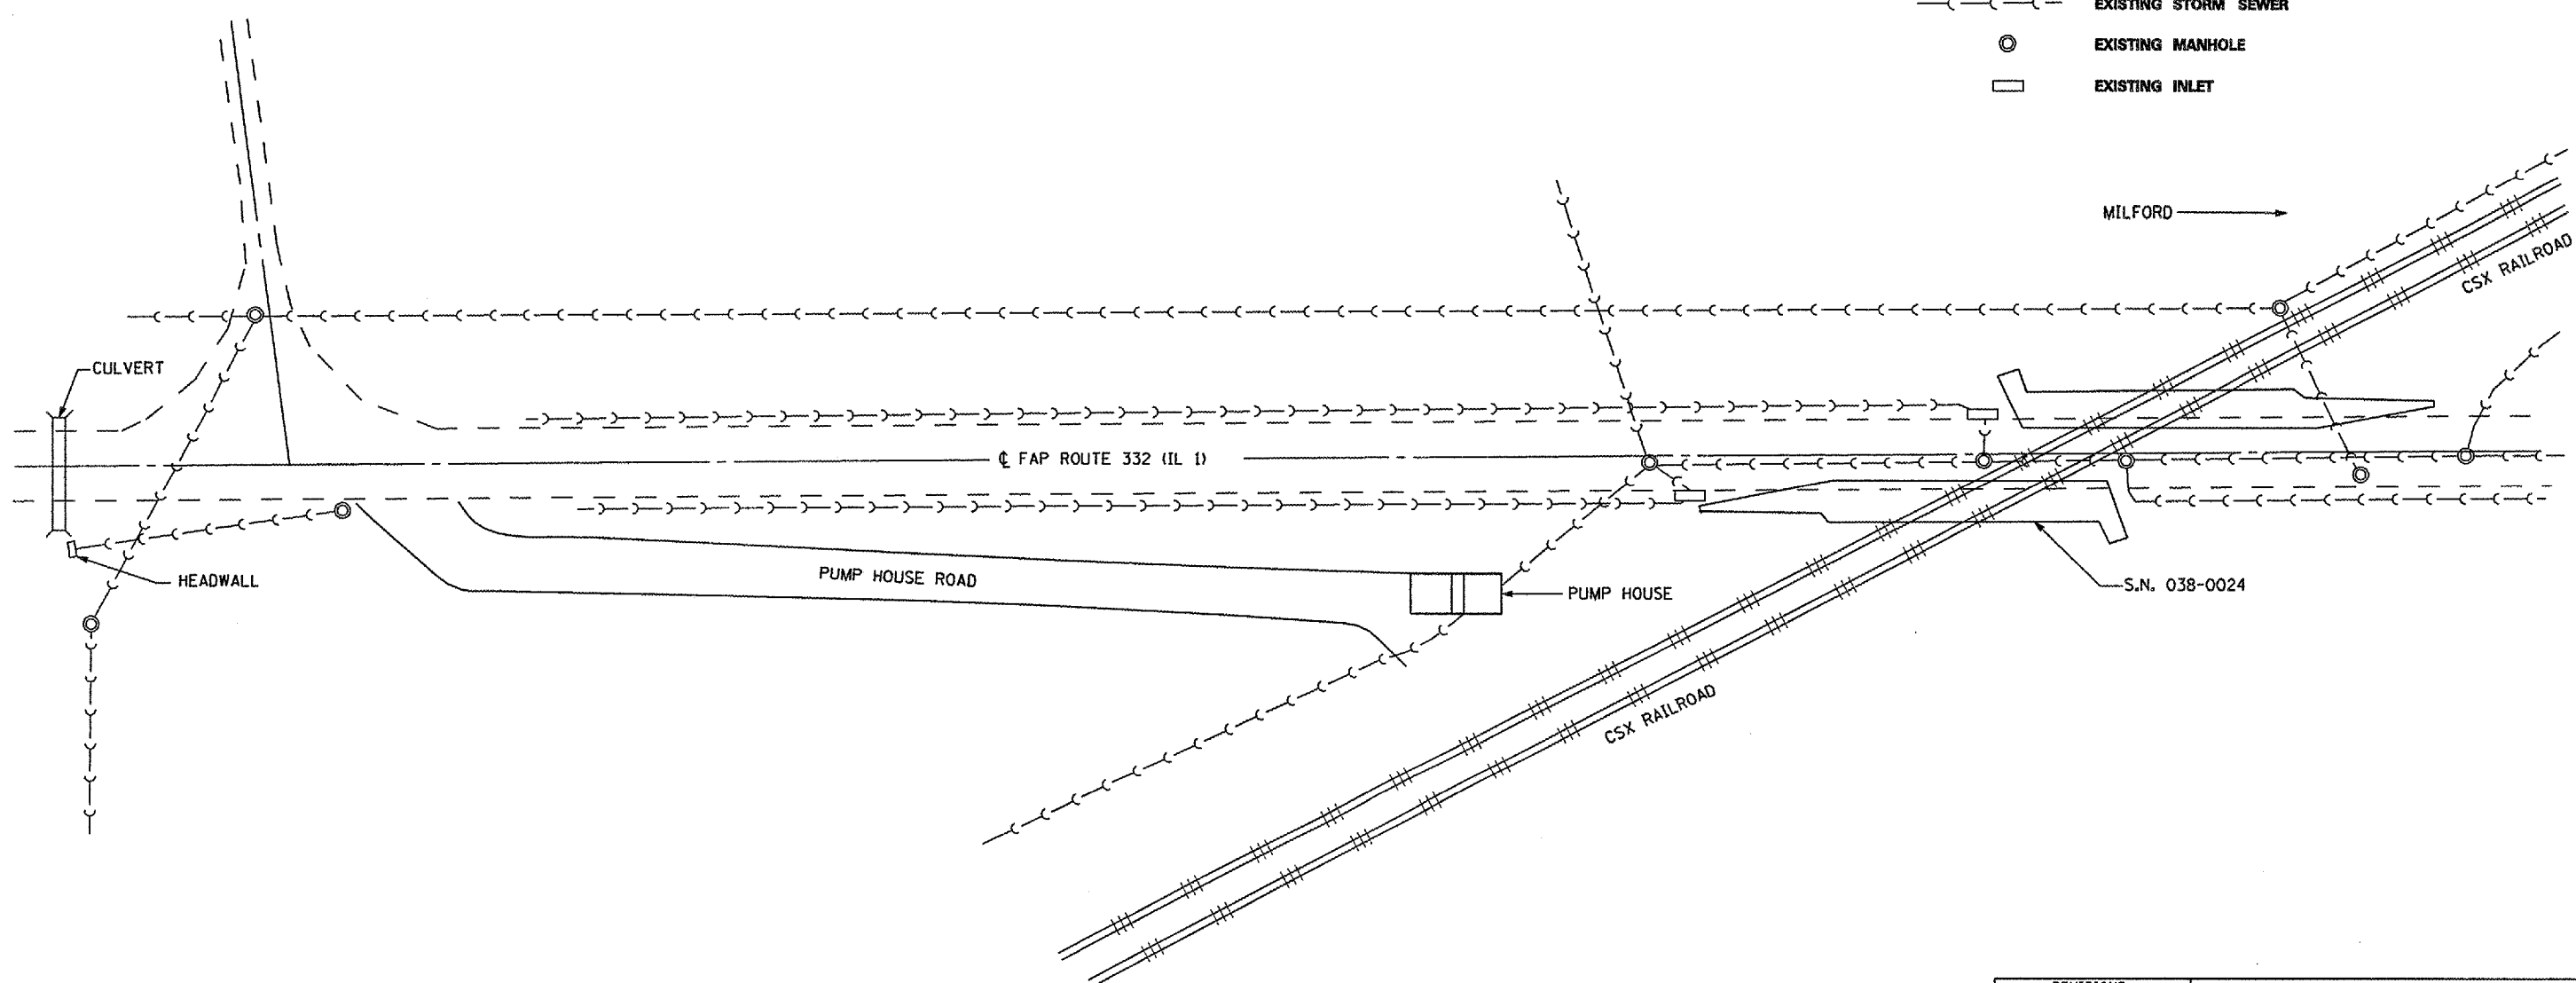 EXISTING STORM SEWER
EXISTING MANHOLE
EXISTING INLET
MILFORD
CSX RAILROAD
CULVERT
℄ FAP ROUTE 332 (IL 1)
HEADWALL
PUMP HOUSE ROAD
PUMP HOUSE
S.N. 038-0024
CSX RAILROAD
REVISIONS